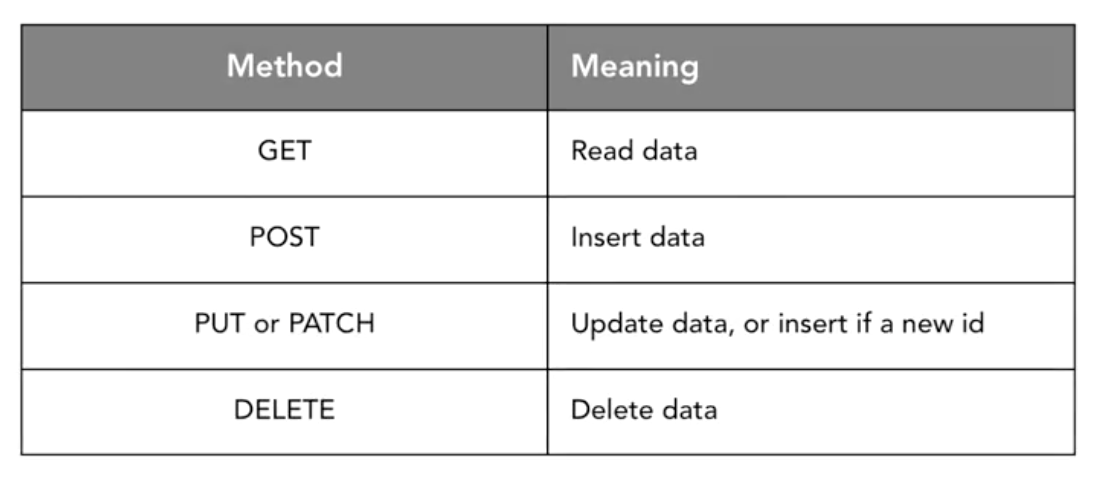 Method Meaning
GET Read data
POST Insert data
PUT or PATCH Update data, or insert if a new id
DELETE Delete data